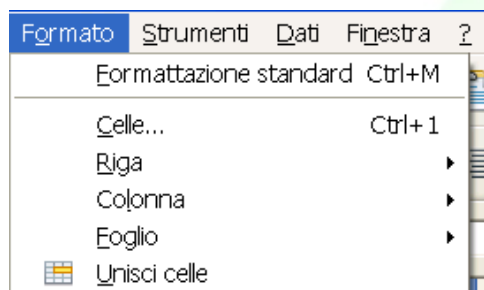 Formato Strumenti Dati Finestra ?
Formattazione standard Ctrl+M
Celle... Ctrl+1
Riga
Colonna
Foglio
Unisci celle